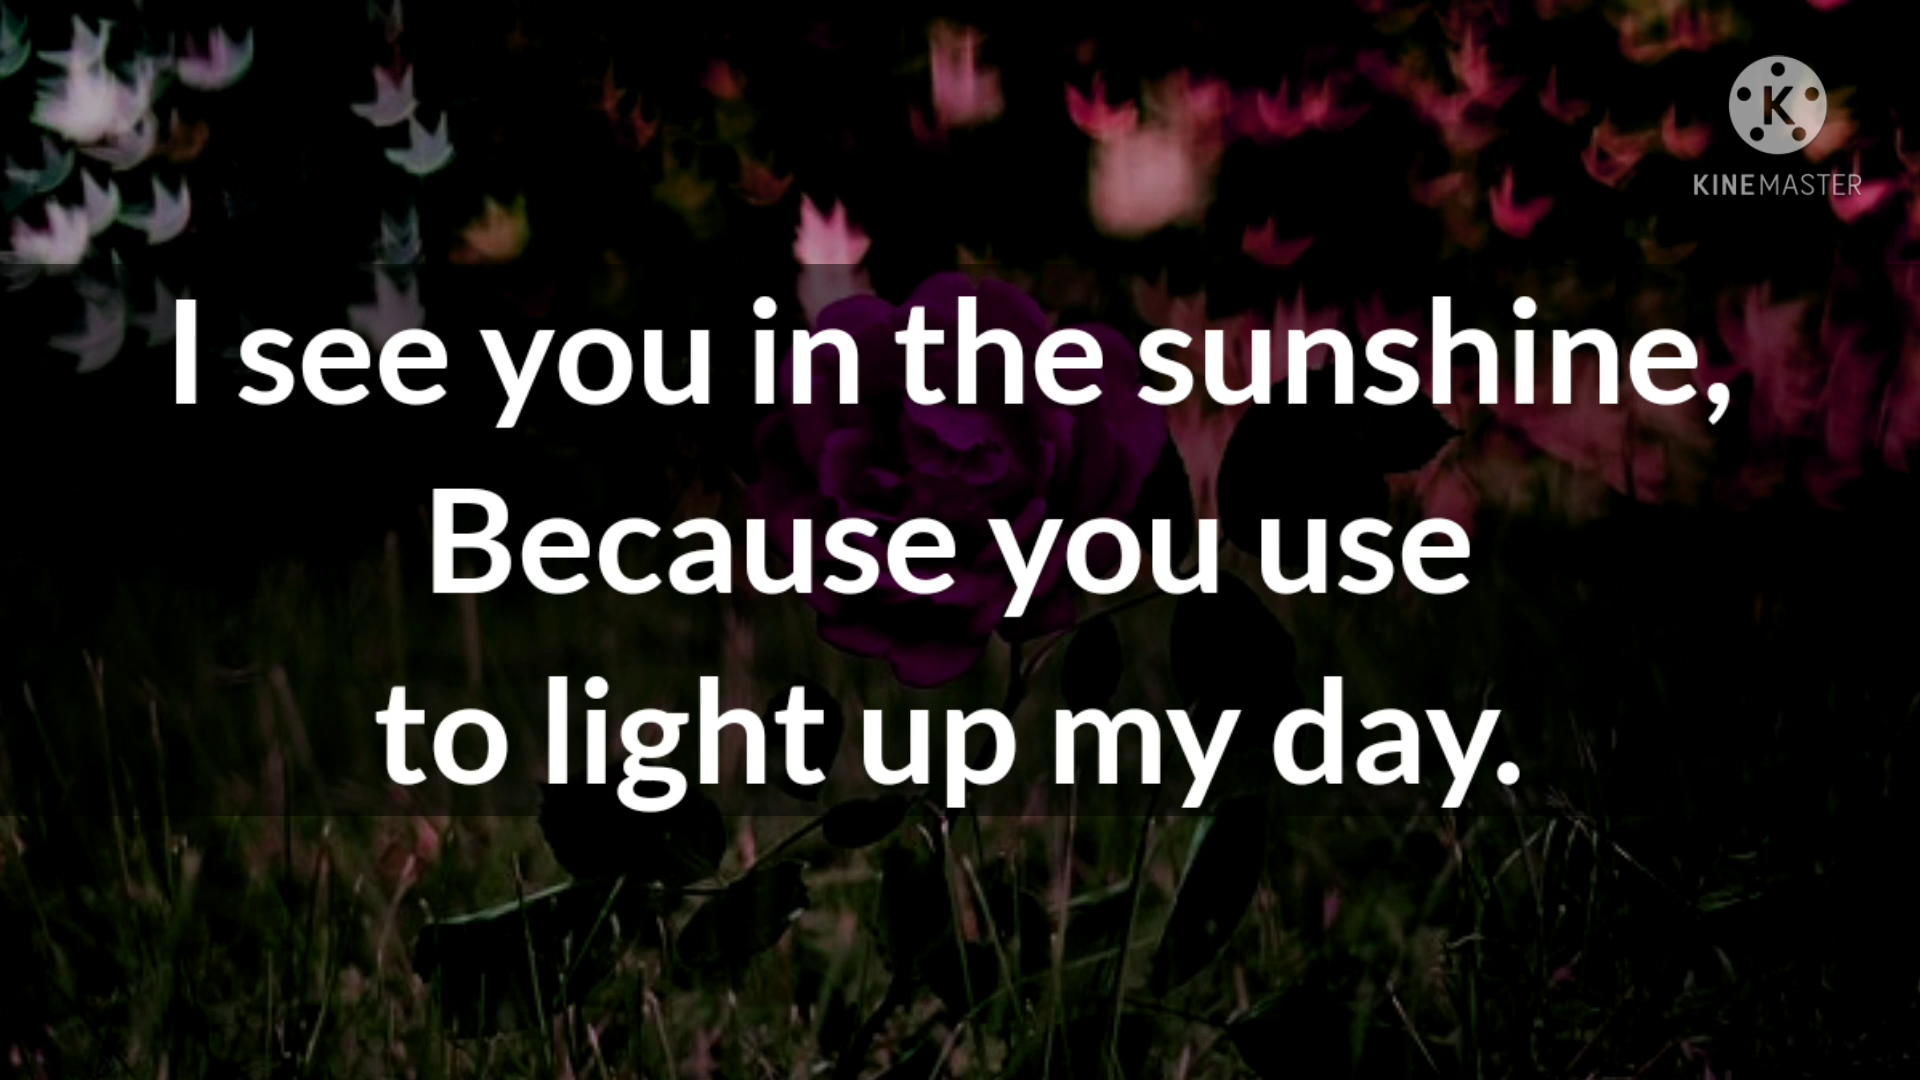 K
KINEMASTER
I see you in the sunshine,
Because you use
to light up my day.